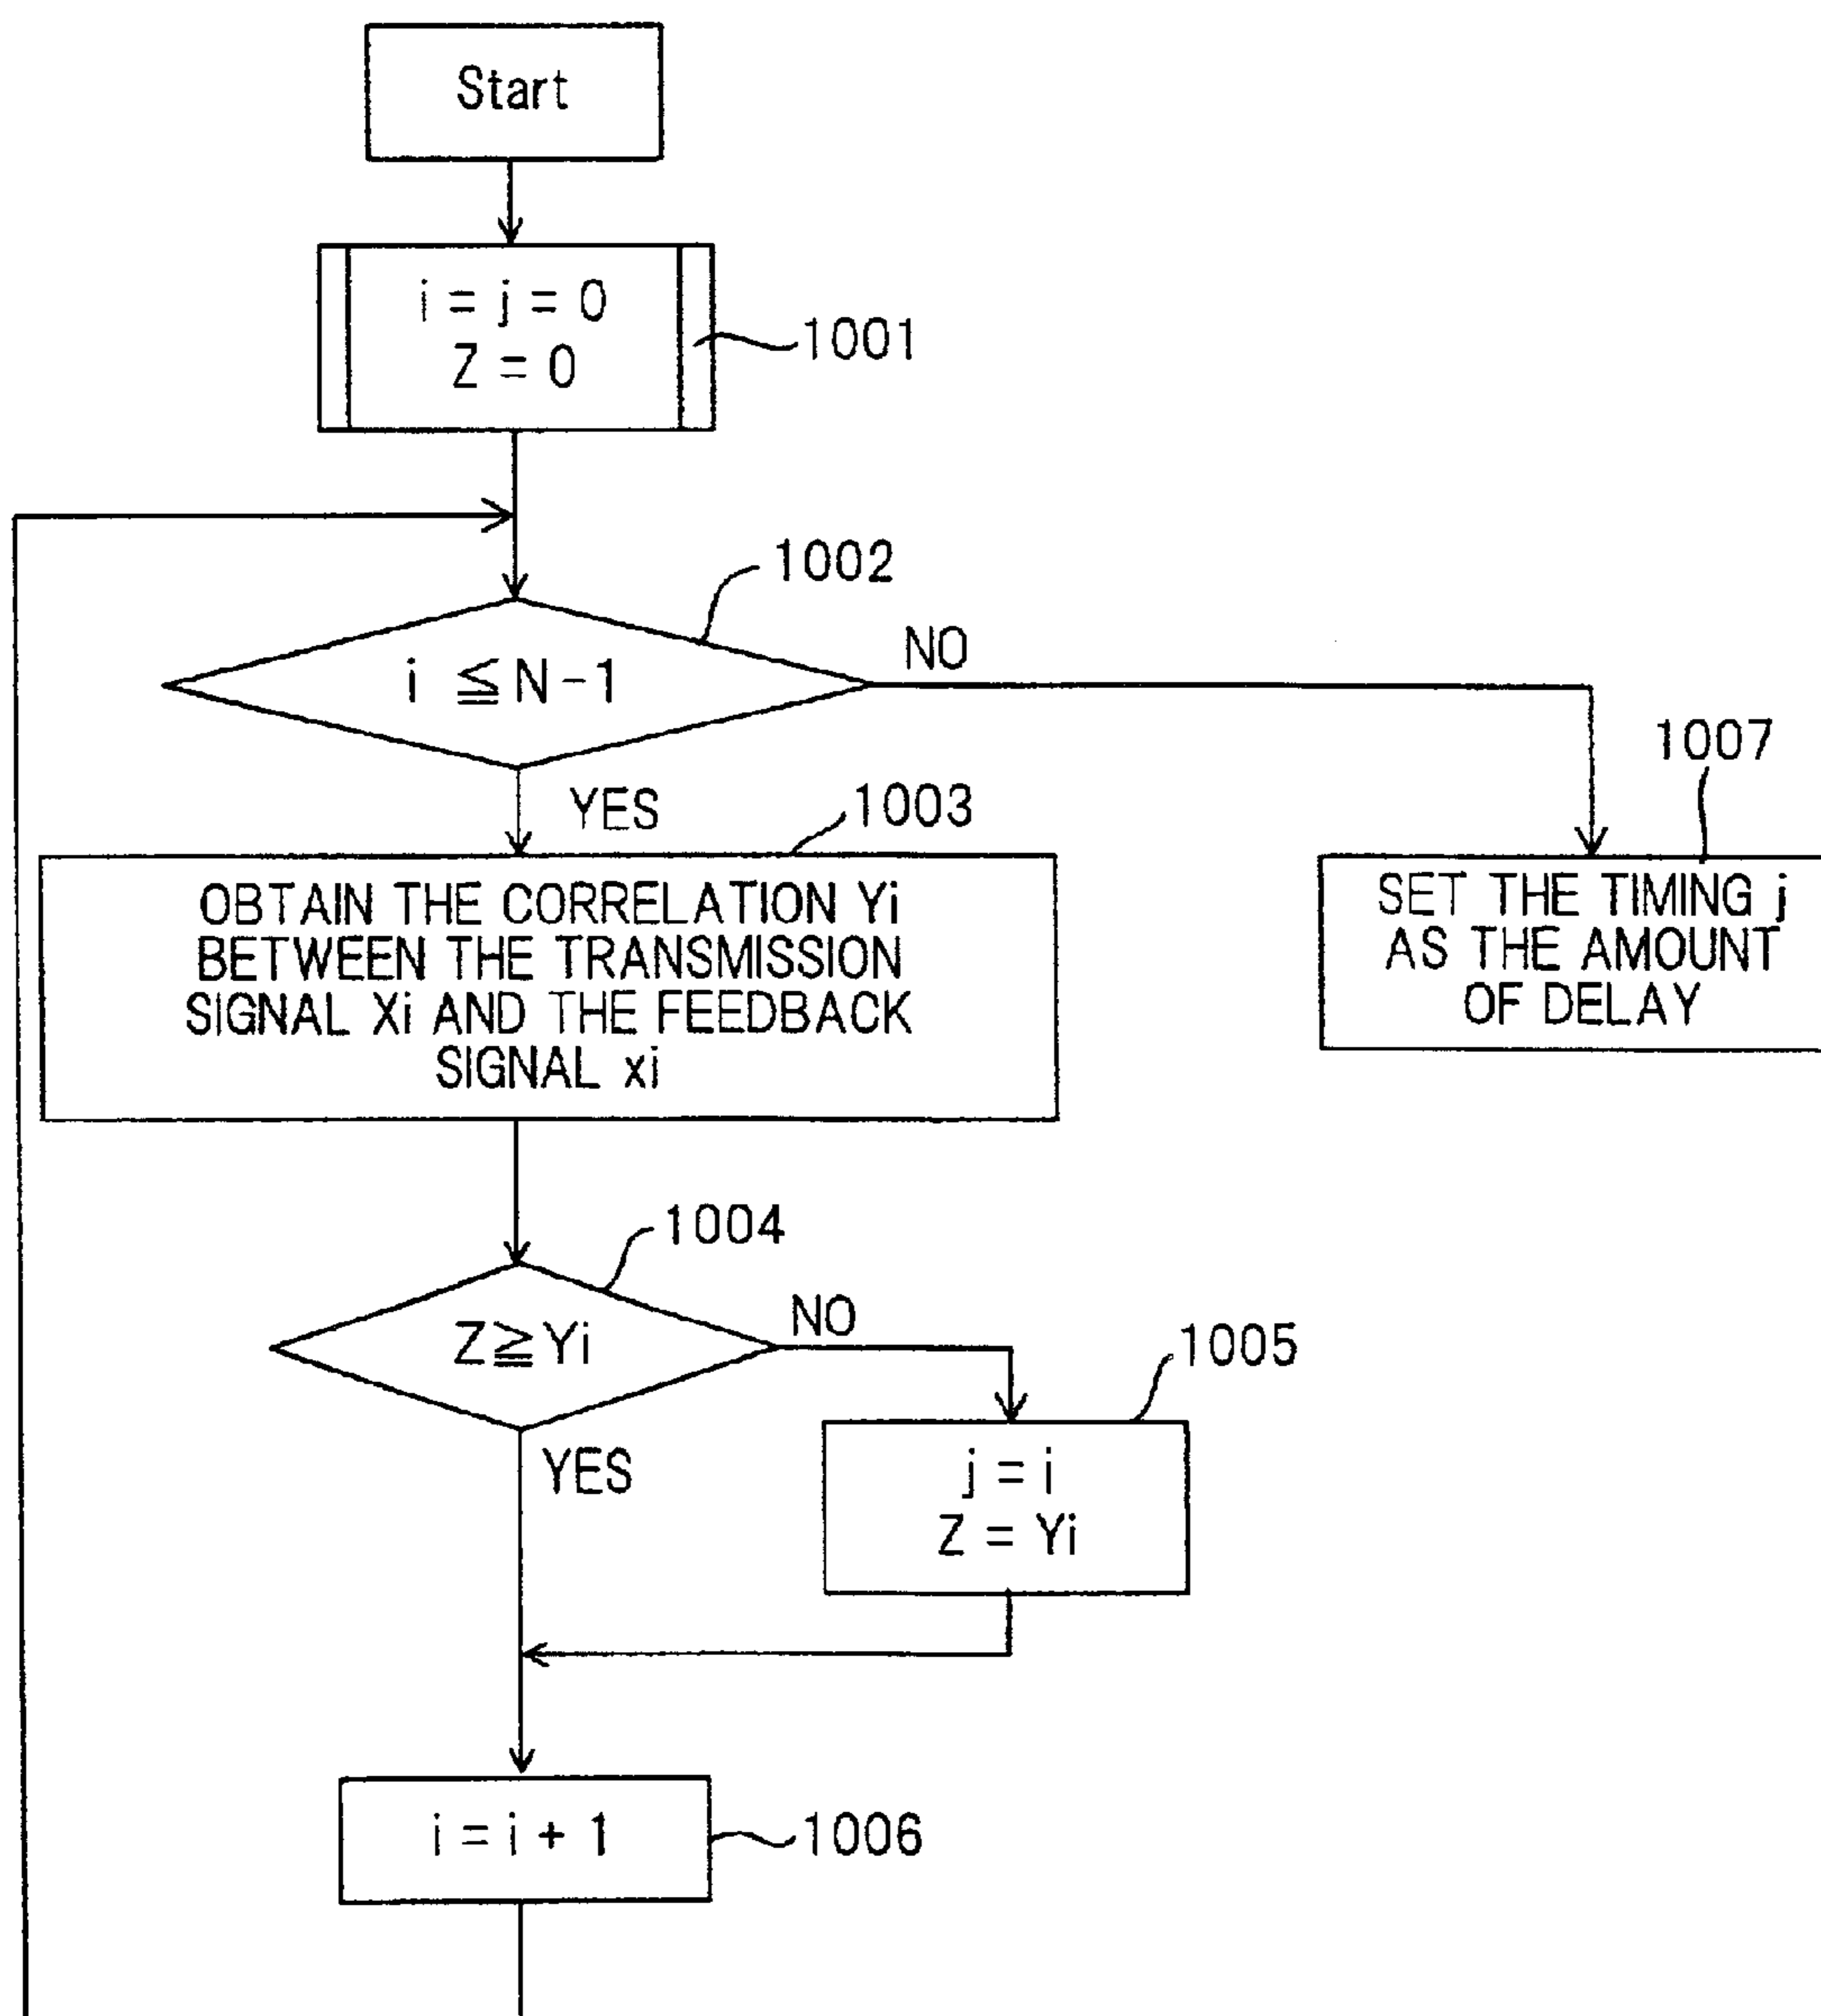 Start
i = j = 0
Z = 0
1001
1002
i ≦ N-1
NO
YES
1003
1007
OBTAIN THE CORRELATION Yi
BETWEEN THE TRANSMISSION
SIGNAL Xi AND THE FEEDBACK
SIGNAL xi
SET THE TIMING j
AS THE AMOUNT
OF DELAY
1004
Z≧Yi
NO
YES
1005
j = i
Z = Yi
i = i + 1
1006